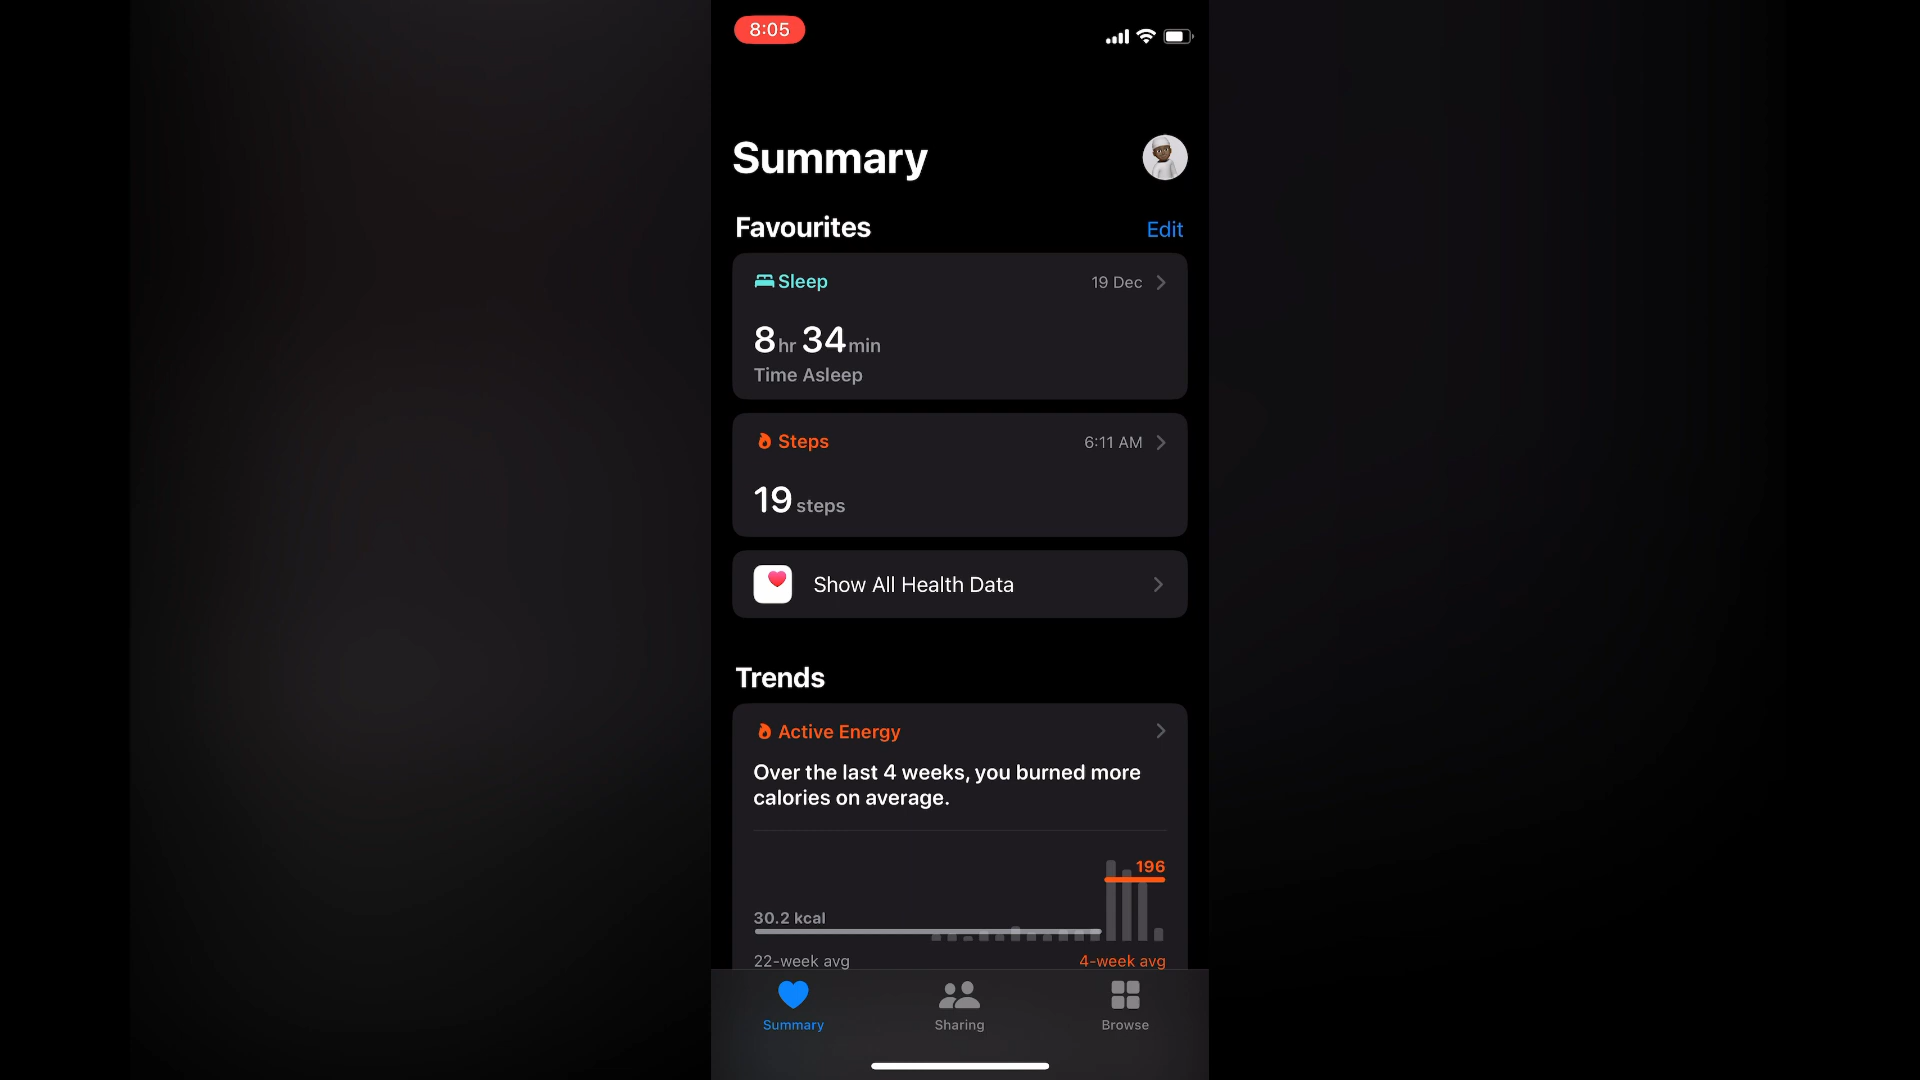 8:05
Summary
Favourites
Edit
Sleep
19 Dec
8 hr 34 min
Time Asleep
Steps
6:11 AM
19 steps
Show All Health Data
Trends
Active Energy
Over the last 4 weeks, you burned more
calories on average.
196
30.2 kcal
22-week avg
4-week avg
Summary
Sharing
Browse